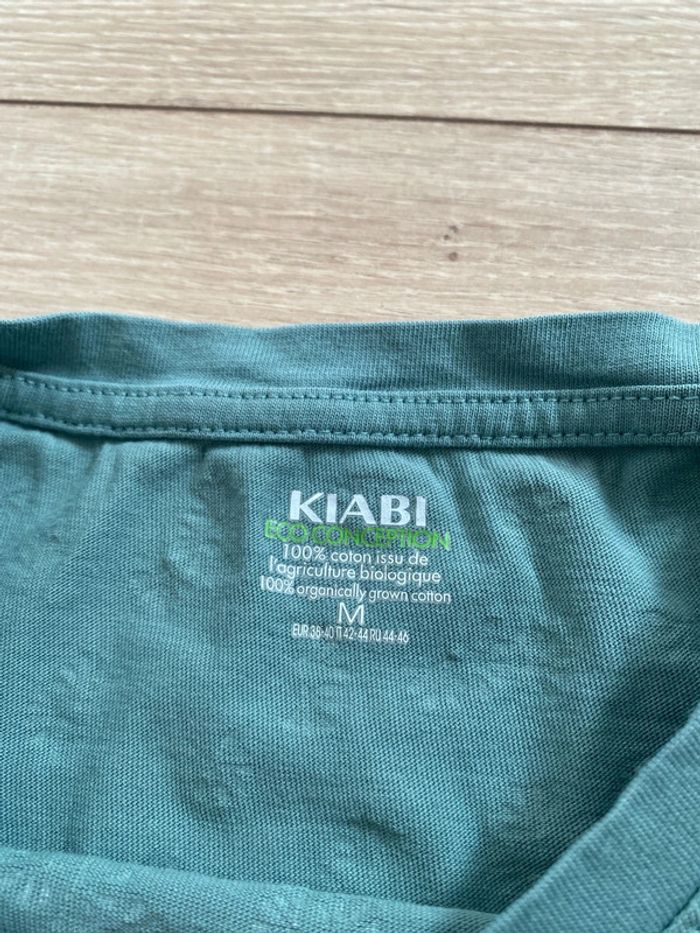 KIABI
ECO CONCEPTION
100% coton issu de
l'agriculture biologique
100% organically grown cotton
M
EUR 38-40 IT 42-44 RU 44-46